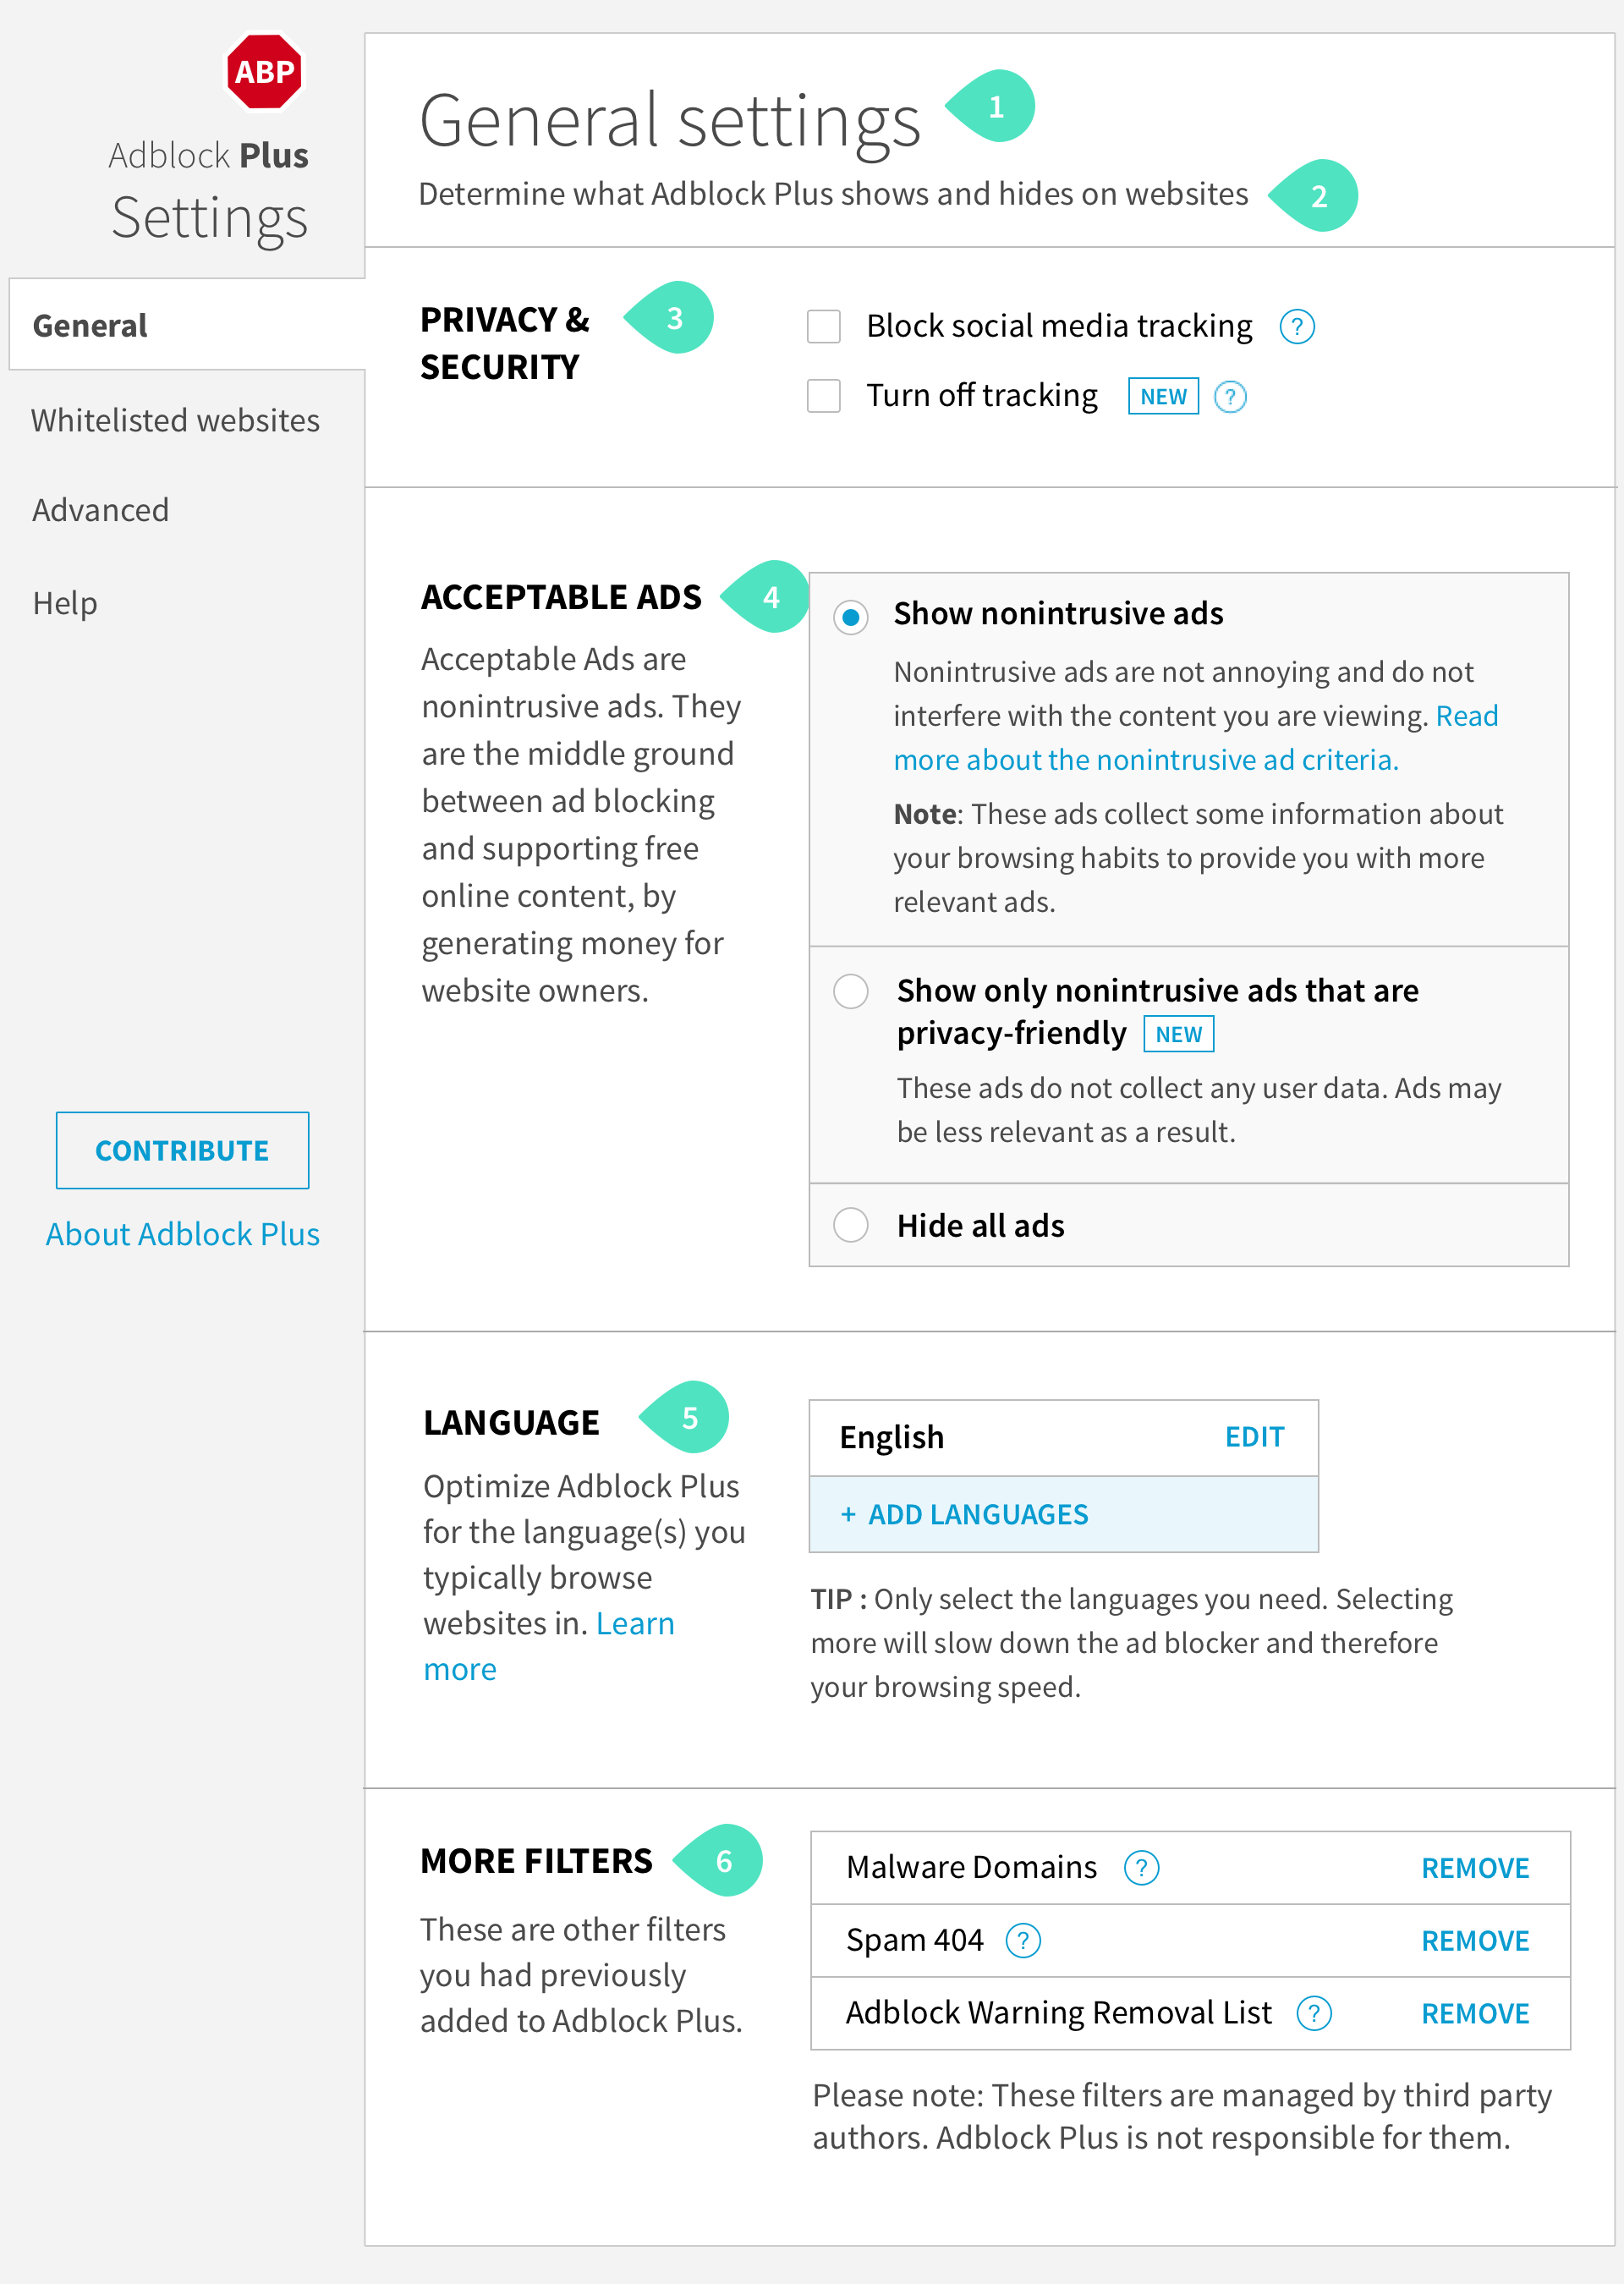 ABP
Adblock Plus
Settings
General
Whitelisted websites
Advanced
Help
CONTRIBUTE
About Adblock Plus
General settings
1
Determine what Adblock Plus shows and hides on websites
2
PRIVACY &
SECURITY
3
Block social media tracking ?
Turn off tracking NEW ?
ACCEPTABLE ADS
4
Acceptable Ads are
nonintrusive ads. They
are the middle ground
between ad blocking
and supporting free
online content, by
generating money for
website owners.
Show nonintrusive ads
Nonintrusive ads are not annoying and do not
interfere with the content you are viewing. Read
more about the nonintrusive ad criteria.
Note: These ads collect some information about
your browsing habits to provide you with more
relevant ads.
Show only nonintrusive ads that are
privacy-friendly NEW
These ads do not collect any user data. Ads may
be less relevant as a result.
Hide all ads
LANGUAGE
5
Optimize Adblock Plus
for the language(s) you
typically browse
websites in. Learn
more
English EDIT
+ ADD LANGUAGES
TIP : Only select the languages you need. Selecting
more will slow down the ad blocker and therefore
your browsing speed.
MORE FILTERS
6
These are other filters
you had previously
added to Adblock Plus.
Malware Domains ? REMOVE
Spam 404 ? REMOVE
Adblock Warning Removal List ? REMOVE
Please note: These filters are managed by third party
authors. Adblock Plus is not responsible for them.